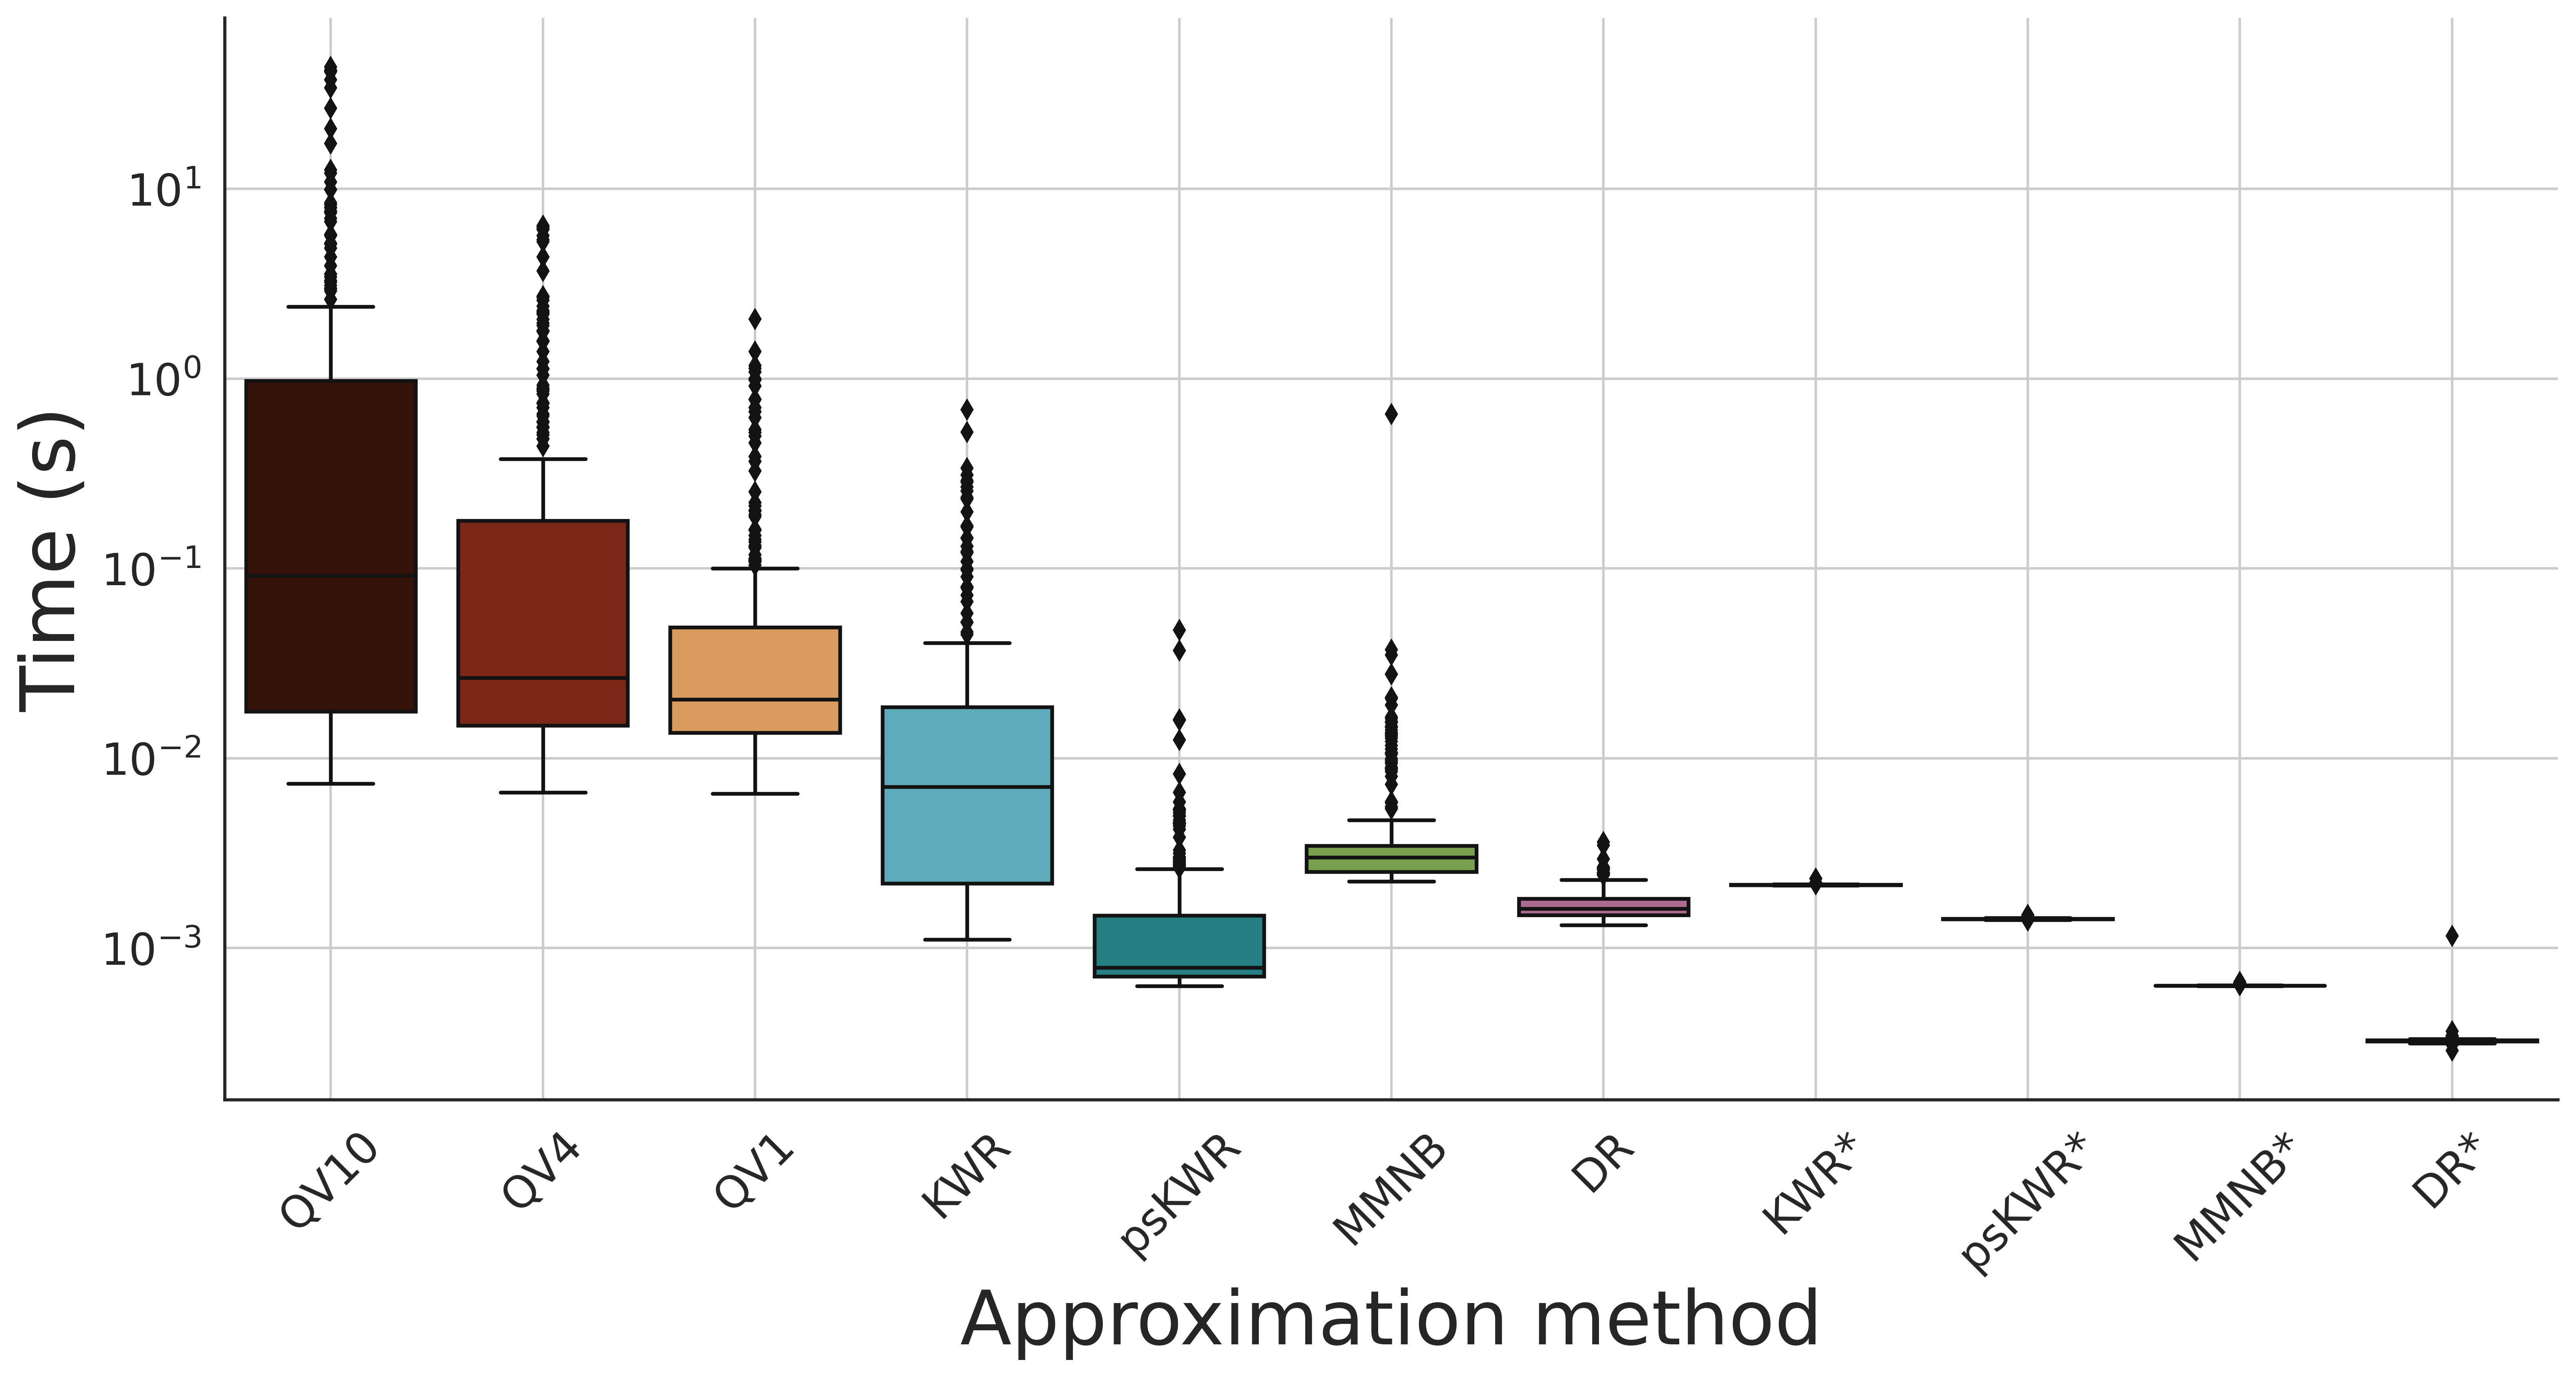 Time (s)
10¹
10⁰
10⁻¹
10⁻²
10⁻³
QV10
QV4
QV1
KWR
psKWR
MMNB
DR
KWR*
psKWR*
MMNB*
DR*
Approximation method